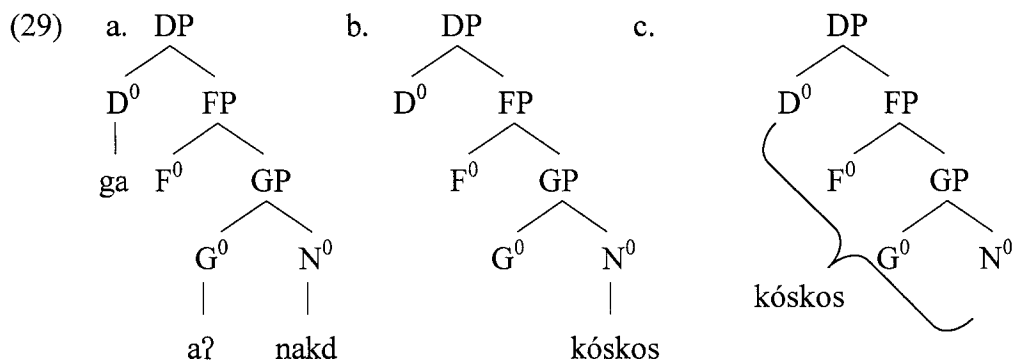 (29) a. DP b. DP c. DP
D⁰ FP D⁰ FP D⁰ FP
ga F⁰ GP F⁰ GP F⁰ GP
G⁰ N⁰ G⁰ N⁰ G⁰ N⁰
kóskos
aʔ nakd kóskos